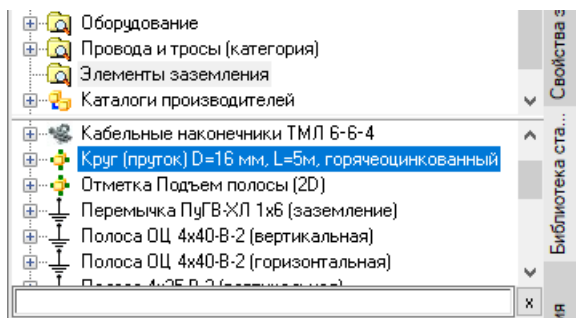 Оборудование
Провода и тросы (категория)
Элементы заземления
Каталоги производителей
Кабельные наконечники ТМЛ 6-6-4
Круг (пруток) D=16 мм, L=5м, горячеоцинкованный
Отметка Подъем полосы (2D)
Перемычка ПуГВ-ХЛ 1х6 (заземление)
Полоса ОЦ 4х40-В-2 (вертикальная)
Полоса ОЦ 4х40-В-2 (горизонтальная)
x
Свойства
Библиотека ста...